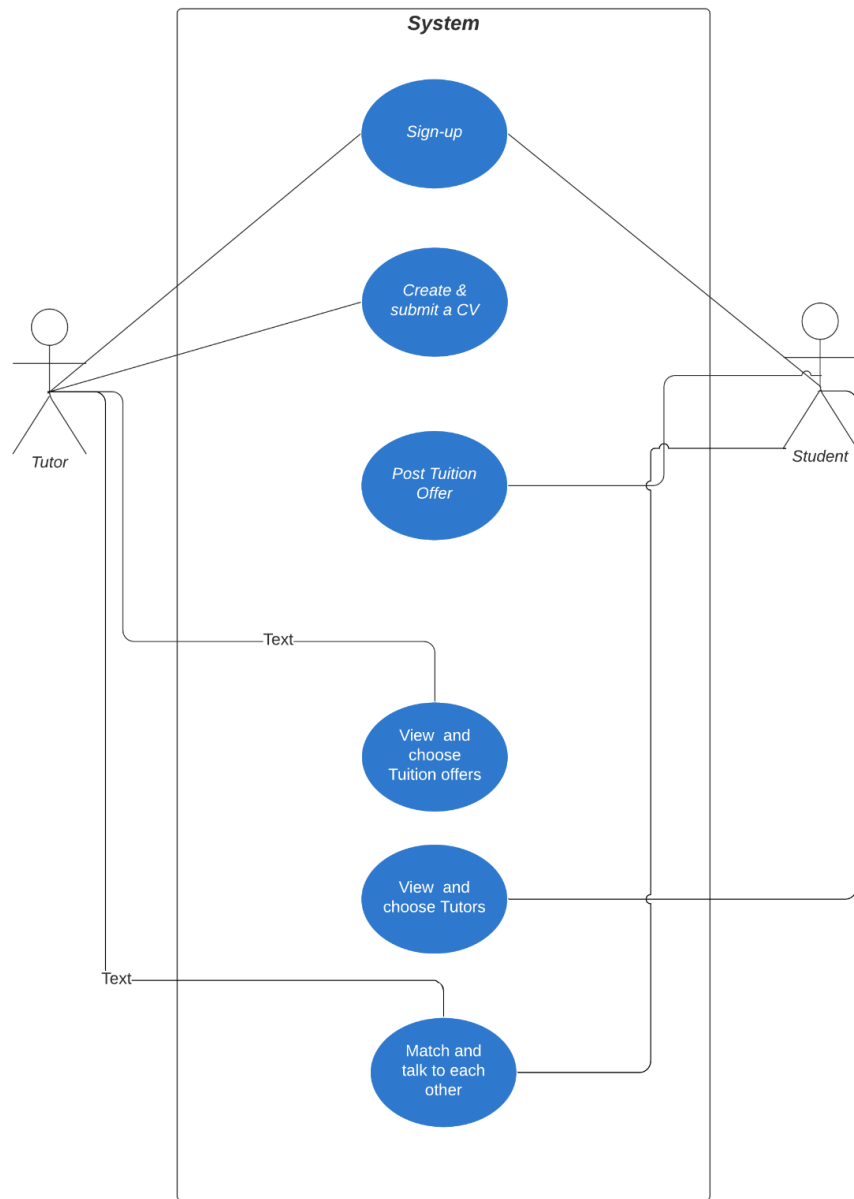 System
Sign-up
Create &
submit a CV
Tutor
Student
Post Tuition
Offer
Text
View and
choose
Tuition offers
View and
choose Tutors
Text
Match and
talk to each
other